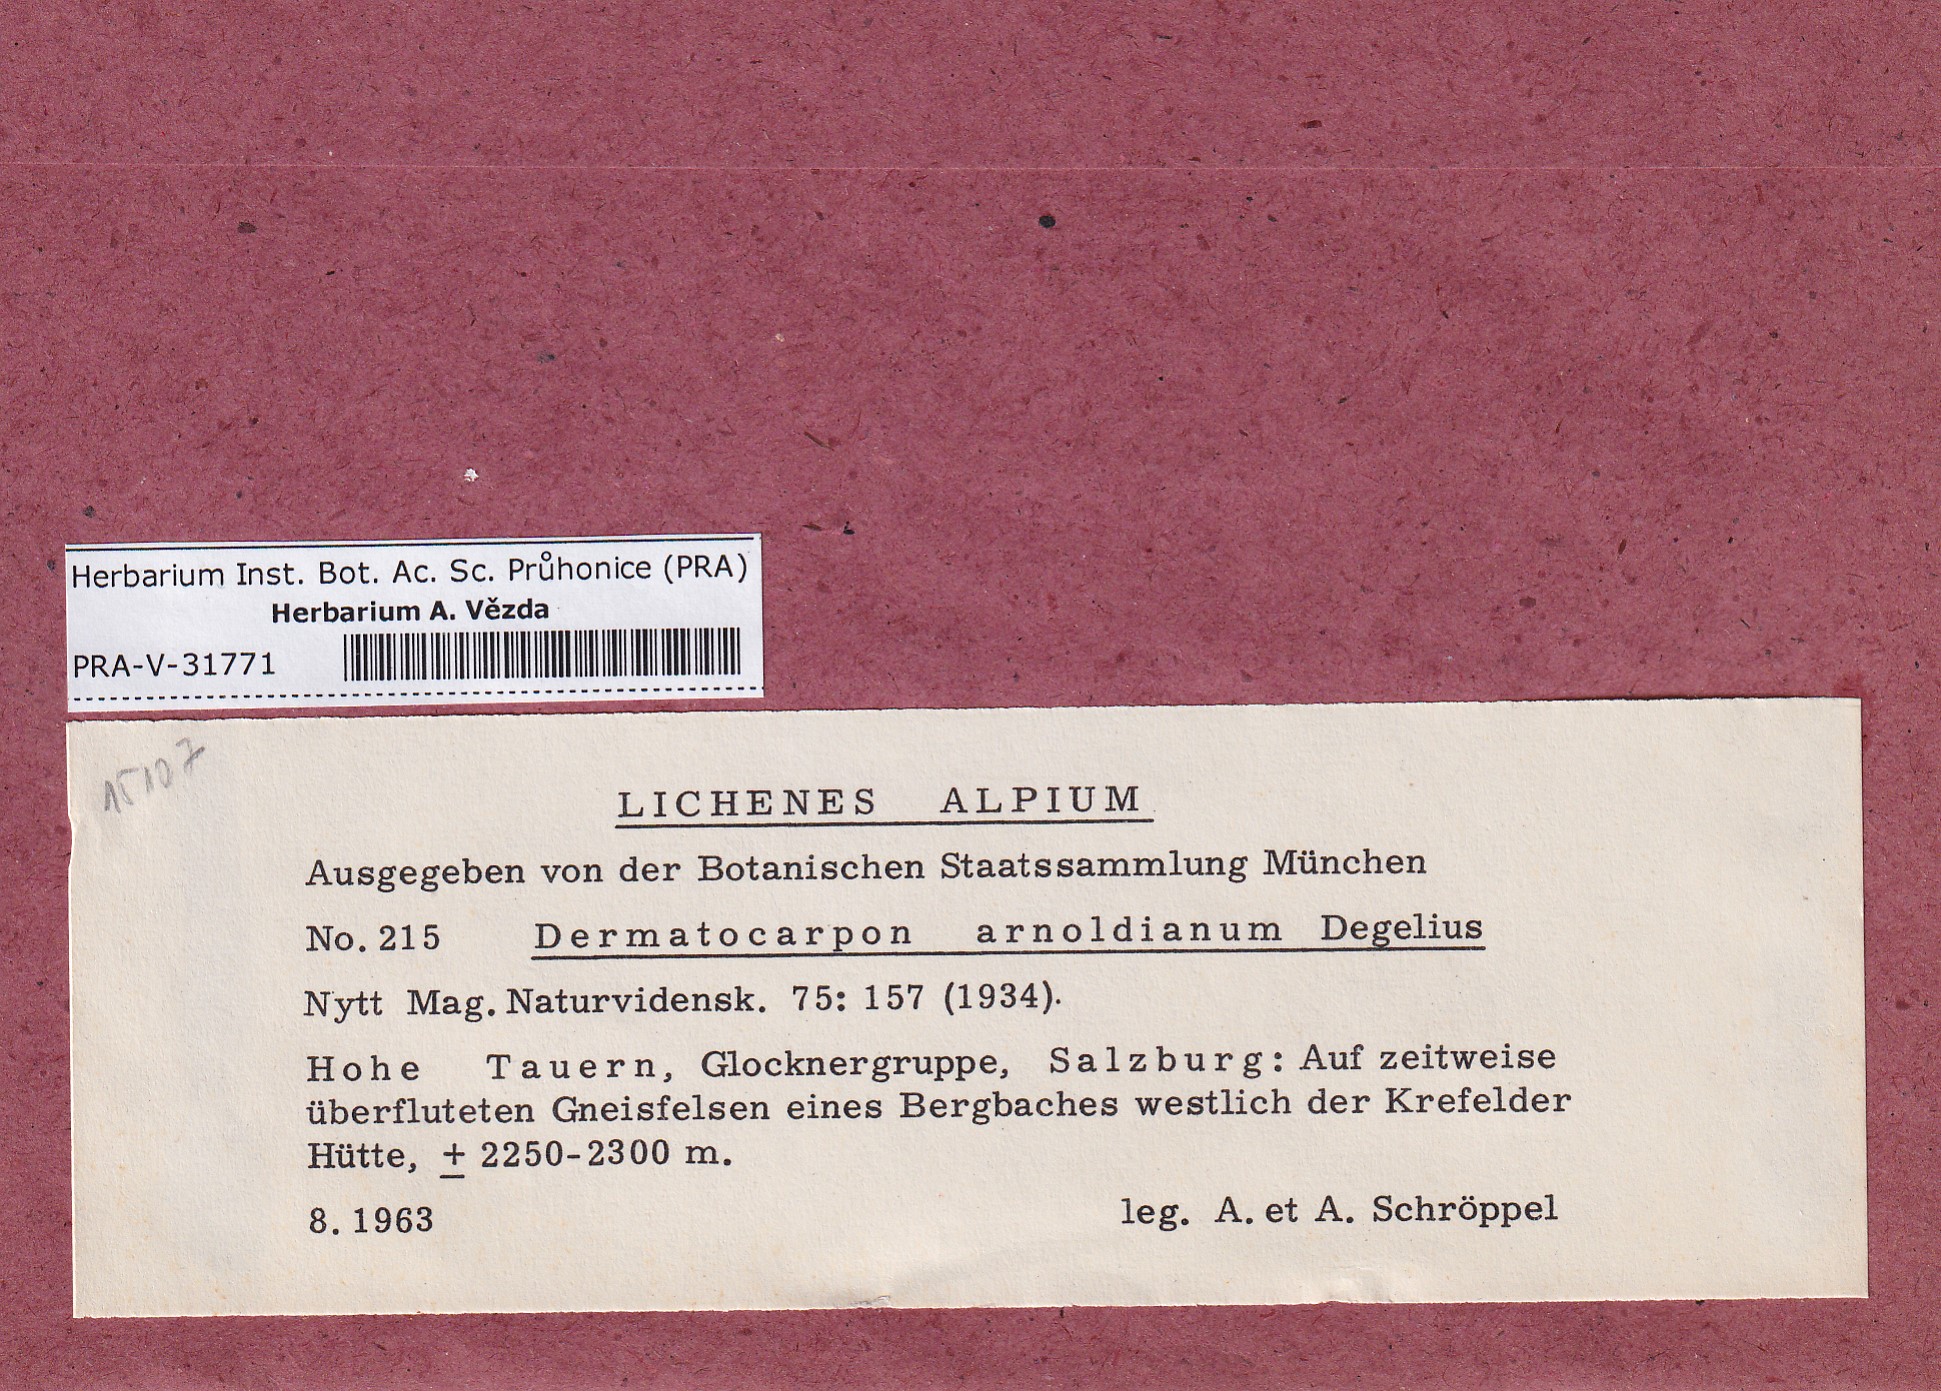 Herbarium Inst. Bot. Ac. Sc. Průhonice (PRA)
Herbarium A. Vězda
PRA-V-31771
15107
LICHENES ALPIUM
Ausgegeben von der Botanischen Staatssammlung München
No. 215 Dermatocarpon arnoldianum Degelius
Nytt Mag. Naturvidensk. 75: 157 (1934).
Hohe Tauern, Glocknergruppe, Salzburg: Auf zeitweise
überfluteten Gneisfelsen eines Bergbaches westlich der Krefelder
Hütte, ± 2250-2300 m.
8. 1963 leg. A. et A. Schröppel